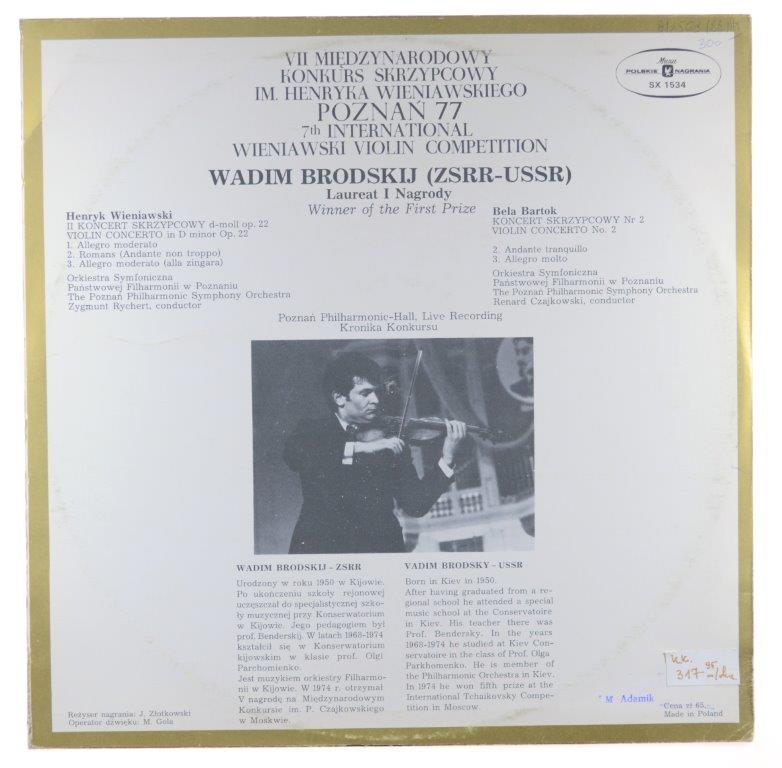 VII MIĘDZYNARODOWY
KONKURS SKRZYPCOWY
IM. HENRYKA WIENIAWSKIEGO
POZNAŃ 77
7th INTERNATIONAL
WIENIAWSKI VIOLIN COMPETITION
300
Muza
POLSKIE NAGRANIA
SX 1534
WADIM BRODSKIJ (ZSRR-USSR)
Laureat I Nagrody
Winner of the First Prize
Henryk Wieniawski
II KONCERT SKRZYPCOWY d-moll op. 22
VIOLIN CONCERTO in D minor Op. 22
1. Allegro moderato
2. Romans (Andante non troppo)
3. Allegro moderato (alla zingara)
Orkiestra Symfoniczna
Państwowej Filharmonii w Poznaniu
The Poznań Philharmonic Symphony Orchestra
Zygmunt Rychert, conductor
Bela Bartok
KONCERT SKRZYPCOWY Nr 2
VIOLIN CONCERTO No. 2
2. Andante tranquillo
3. Allegro molto
Orkiestra Symfoniczna
Państwowej Filharmonii w Poznaniu
The Poznań Philharmonic Symphony Orchestra
Renard Czajkowski, conductor
Poznań Philharmonic-Hall, Live Recording
Kronika Konkursu
WADIM BRODSKIJ - ZSRR
Urodzony w roku 1950 w Kijowie.
Po ukończeniu szkoły rejonowej
uczęszczał do specjalistycznej szko-
ły muzycznej przy Konserwatorium
w Kijowie. Jego pedagogiem był
prof. Benderskij. W latach 1968-1974
kształcił się w Konserwatorium
kijowskim w klasie prof. Olgi
Parchomienko.
Jest muzykiem orkiestry Filharmo-
nii w Kijowie. W 1974 r. otrzymał
V nagrodę na Międzynarodowym
Konkursie im. P. Czajkowskiego
w Moskwie.
VADIM BRODSKY - USSR
Born in Kiev in 1950.
After having graduated from a re-
gional school he attended a special
music school at the Conservatoire
in Kiev. His teacher there was
Prof. Bendersky. In the years
1968-1974 he studied at Kiev Con-
servatoire in the class of Prof. Olga
Parkhomenko. He is member of
the Philharmonic Orchestra in Kiev.
In 1974 he won fifth prize at the
International Tchaikovsky Compe-
tition in Moscow.
Reżyser nagrania: J. Złotkowski
Operator dźwięku: M. Gola
M Adamik
317
Cena zł 65,-
Made in Poland